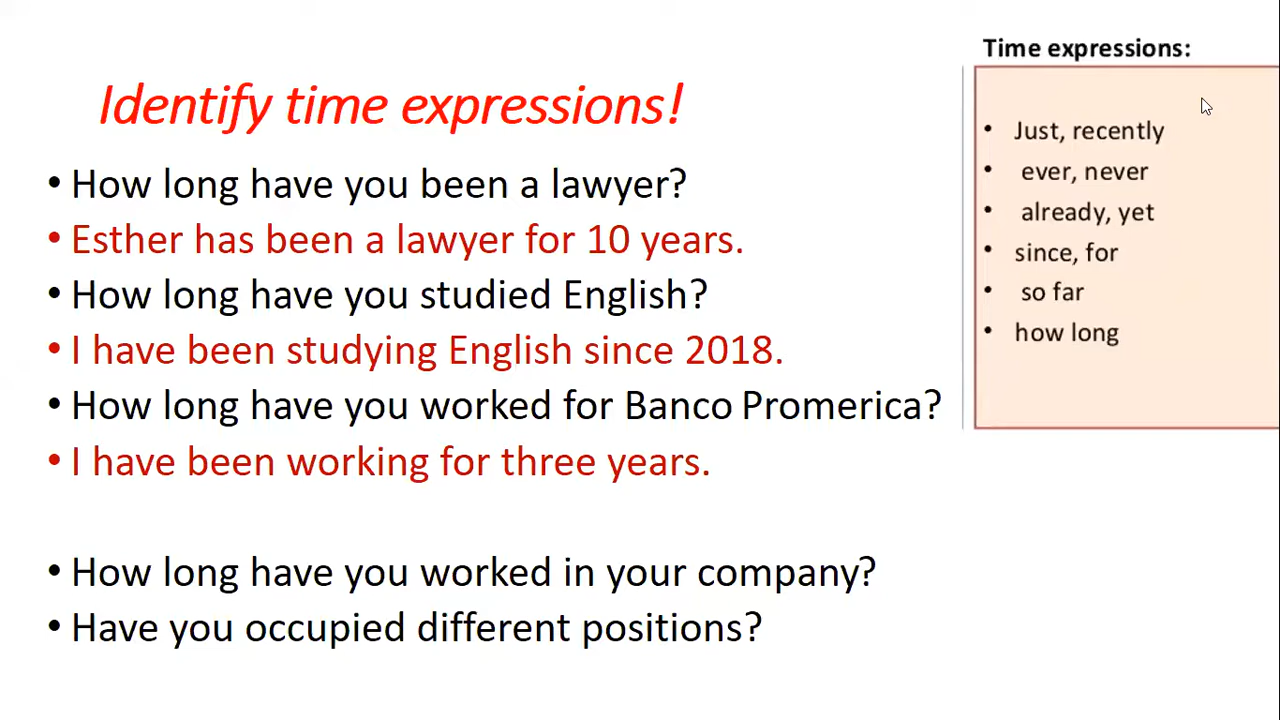 Identify time expressions!
• How long have you been a lawyer?
• Esther has been a lawyer for 10 years.
• How long have you studied English?
• I have been studying English since 2018.
• How long have you worked for Banco Promerica?
• I have been working for three years.
• How long have you worked in your company?
• Have you occupied different positions?
Time expressions:
• Just, recently
• ever, never
• already, yet
• since, for
• so far
• how long